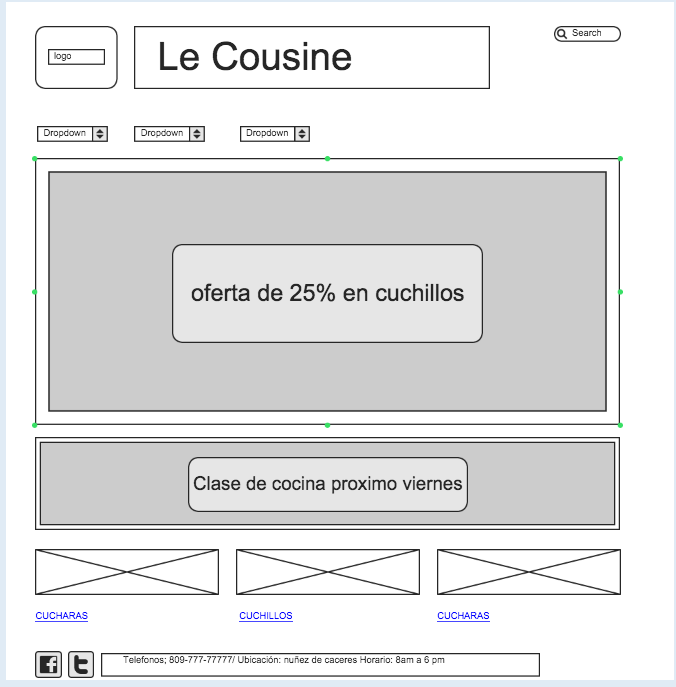 logo
Le Cousine
Search
Dropdown
Dropdown
Dropdown
oferta de 25% en cuchillos
Clase de cocina proximo viernes
CUCHARAS
CUCHILLOS
CUCHARAS
Telefonos; 809-777-77777/ Ubicación: nuñez de caceres Horario: 8am a 6 pm